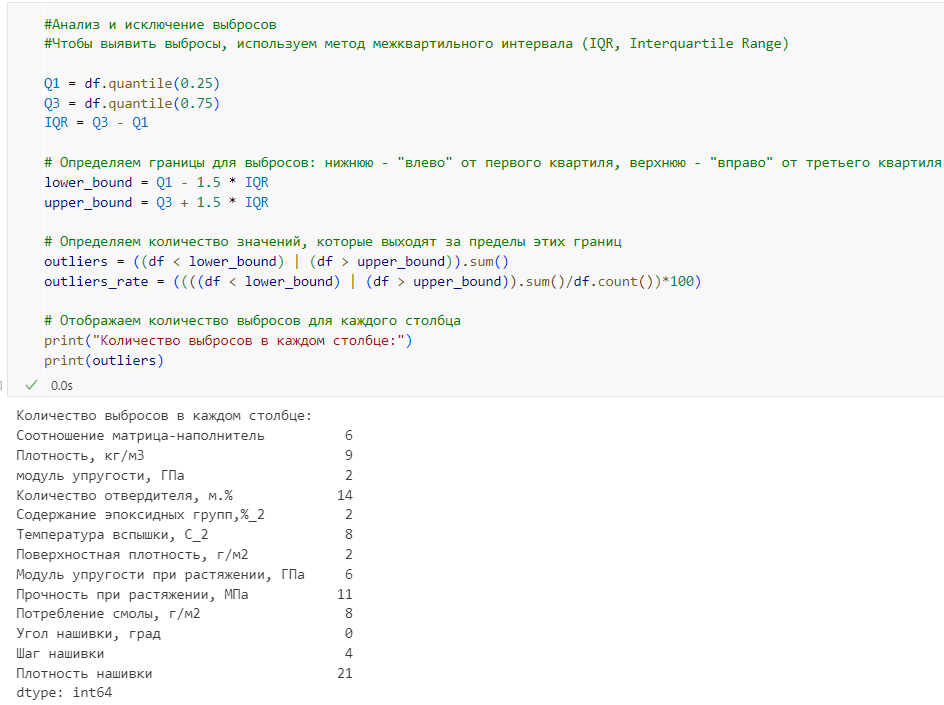 #Анализ и исключение выбросов
#Чтобы выявить выбросы, используем метод межквартильного интервала (IQR, Interquartile Range)
Q1 = df.quantile(0.25)
Q3 = df.quantile(0.75)
IQR = Q3 - Q1
# Определяем границы для выбросов: нижнюю - "влево" от первого квартиля, верхнюю - "вправо" от третьего квартиля
lower_bound = Q1 - 1.5 * IQR
upper_bound = Q3 + 1.5 * IQR
# Определяем количество значений, которые выходят за пределы этих границ
outliers = ((df < lower_bound) | (df > upper_bound)).sum()
outliers_rate = ((((df < lower_bound) | (df > upper_bound)).sum()/df.count())*100)
# Отображаем количество выбросов для каждого столбца
print("Количество выбросов в каждом столбце:")
print(outliers)
✓ 0.0s
Количество выбросов в каждом столбце:
Соотношение матрица-наполнитель 6
Плотность, кг/м3 9
модуль упругости, ГПа 2
Количество отвердителя, м.% 14
Содержание эпоксидных групп,%_2 2
Температура вспышки, С_2 8
Поверхностная плотность, г/м2 2
Модуль упругости при растяжении, ГПа 6
Прочность при растяжении, МПа 11
Потребление смолы, г/м2 8
Угол нашивки, град 0
Шаг нашивки 4
Плотность нашивки 21
dtype: int64